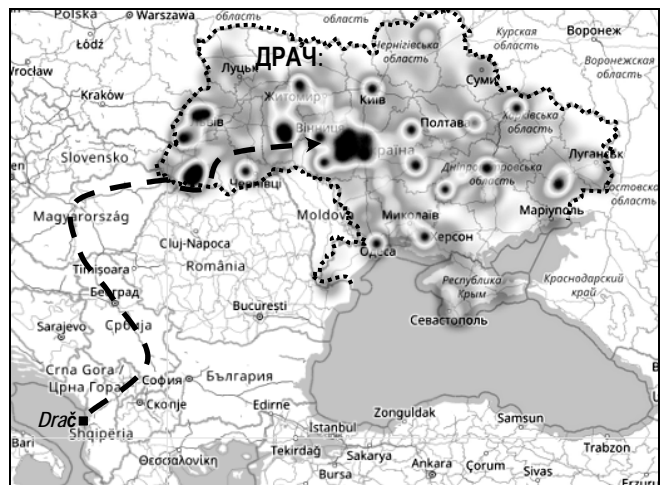 Polska
Warszawa
область
область
Воронеж
Łódź
ДРАЧ:
Чернігівська
область
Курская
область
Воронежская
область
Wrocław
Луцьк
Суми
Kraków
Житомир
Київ
Харківська
область
Полтава
Вінниця
Україна
Slovensko
Дніпропетровська
область
Луганськ
Чернівці
Ростовская
область
Magyarország
Moldova
Миколаїв
Маріуполь
Cluj-Napoca
Херсон
Одеса
Timișoara
România
Республика
Крым
Краснодарский
край
Београд
București
Sarajevo
Србија
Севастополь
Crna Gora /
Црна Гора
София
България
Drač
Скопје
Edirne
Zonguldak
Samsun
Shqipëria
İstanbul
Bari
Tekirdağ
Trabzon
Θεσσαλονίκη
Sakarya
Ankara
Çorum
Bursa
Sivas
Erzuru